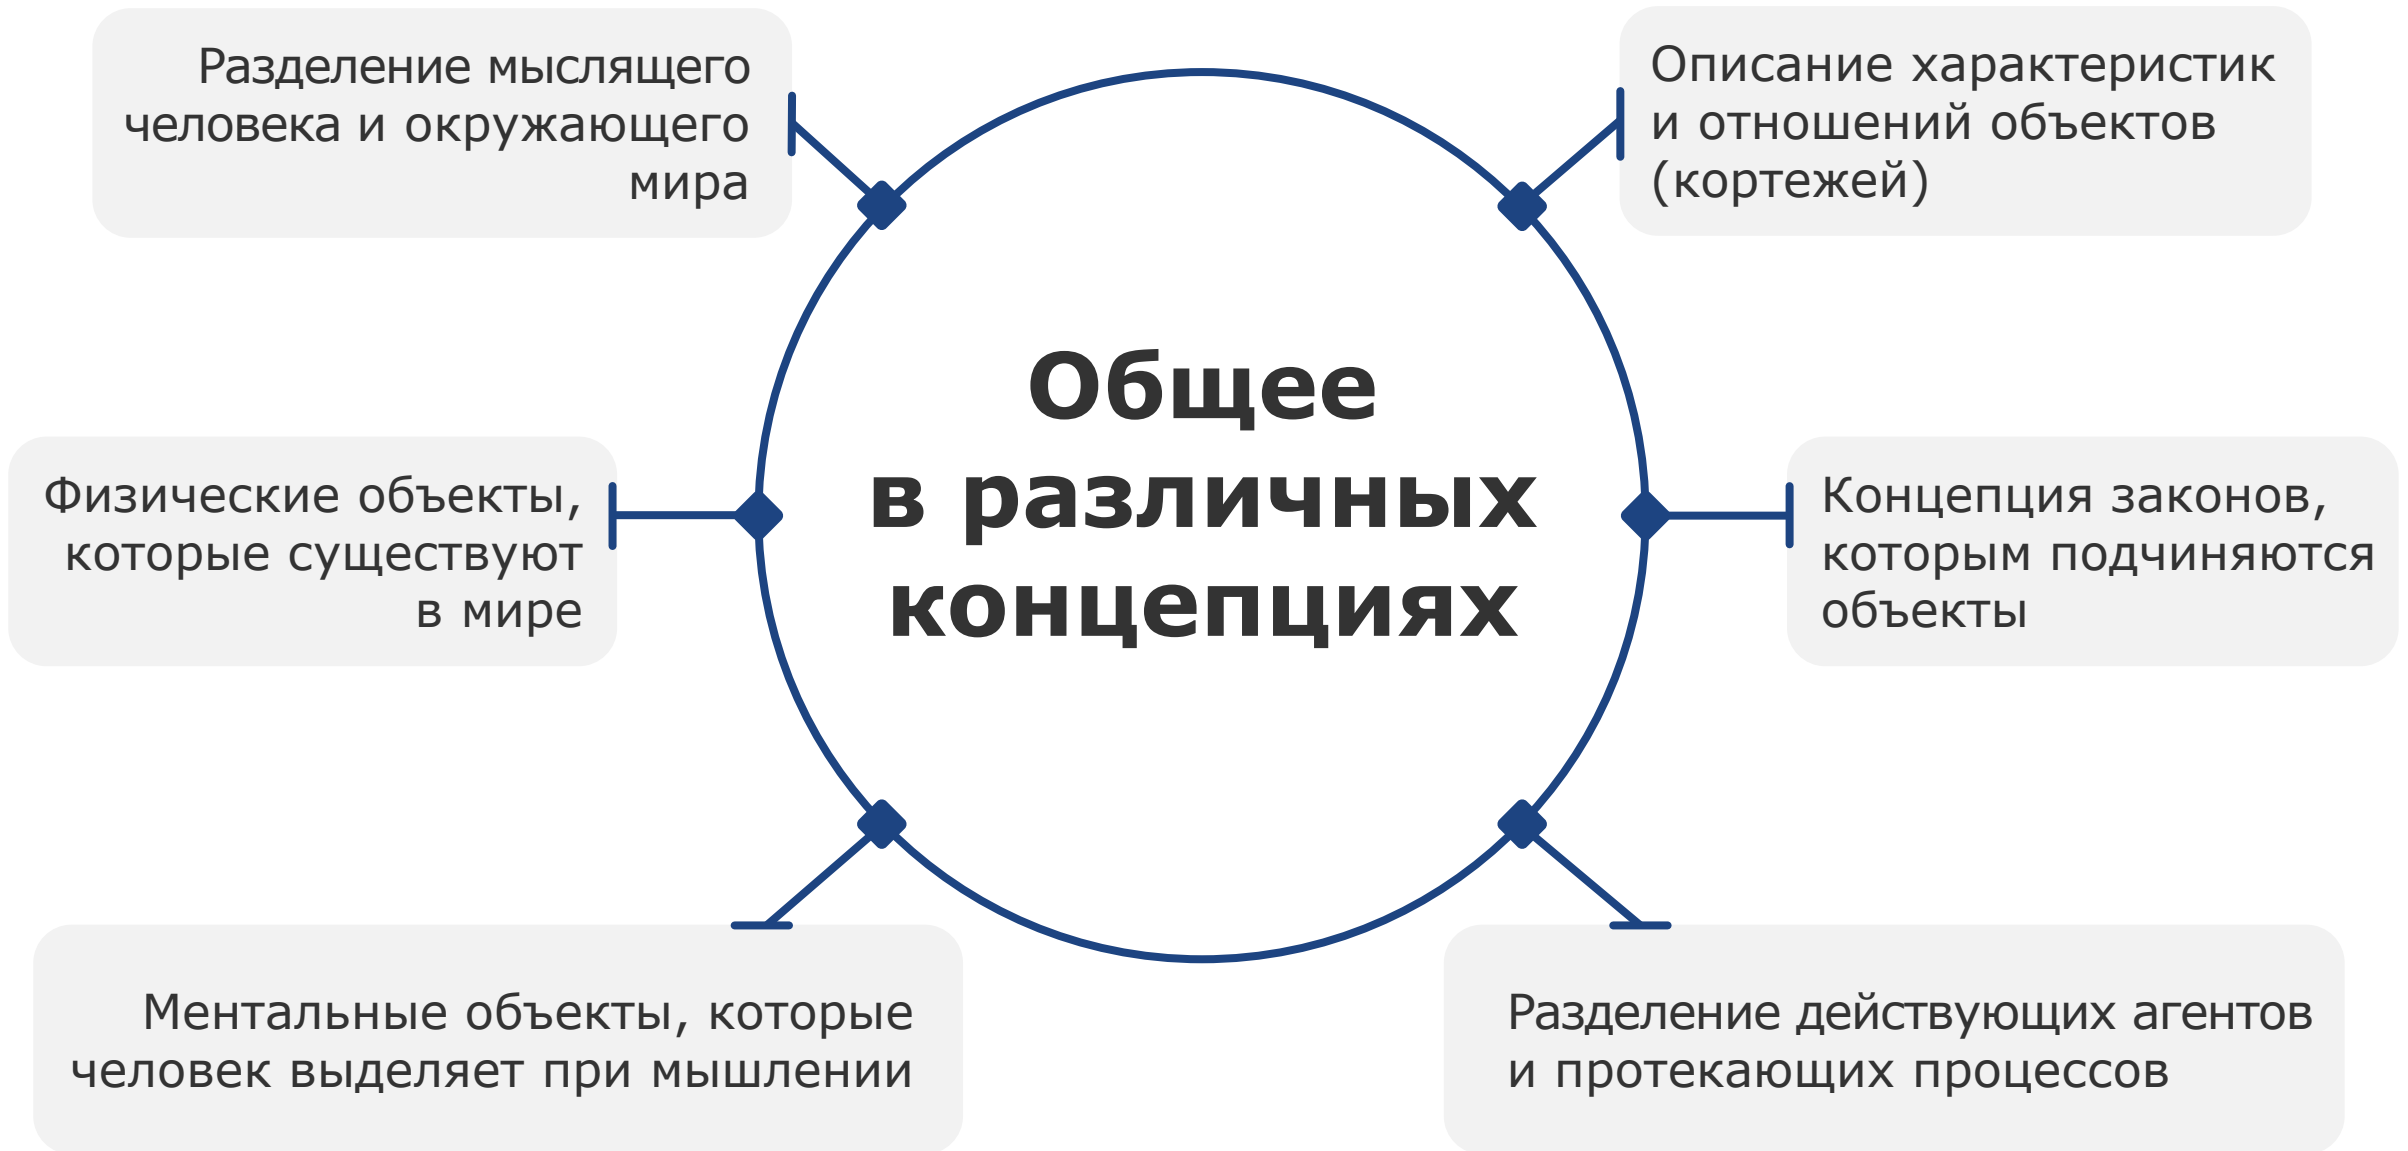 Разделение мыслящего
человека и окружающего
мира
Описание характеристик
и отношений объектов
(кортежей)
Общее
в различных
концепциях
Физические объекты,
которые существуют
в мире
Концепция законов,
которым подчиняются
объекты
Ментальные объекты, которые
человек выделяет при мышлении
Разделение действующих агентов
и протекающих процессов